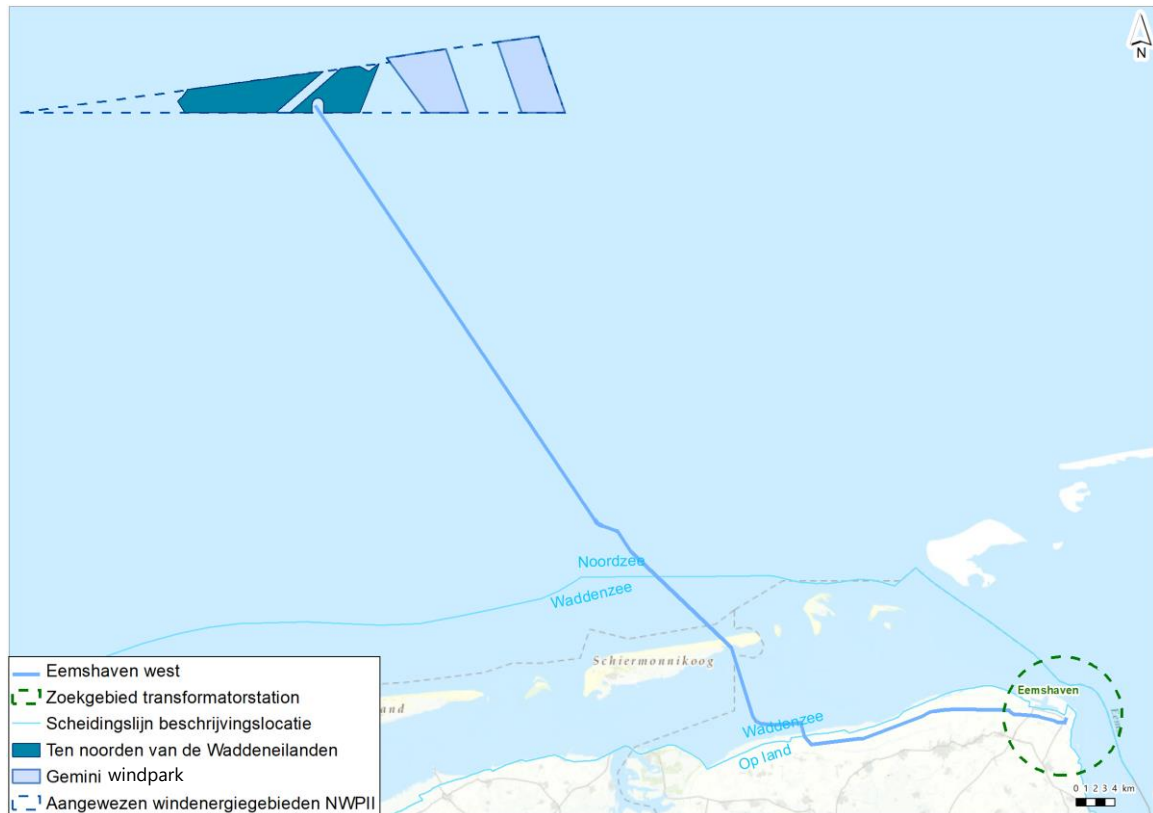 N
Noordzee
Waddenzee
Schiermonnikoog
and
Eemshaven
Waddenzee
Op land
0 1 2 3 4 km
Eemshaven west
Zoekgebied transformatorstation
Scheidingslijn beschrijvingslocatie
Ten noorden van de Waddeneilanden
Gemini windpark
Aangewezen windenergiegebieden NWPII